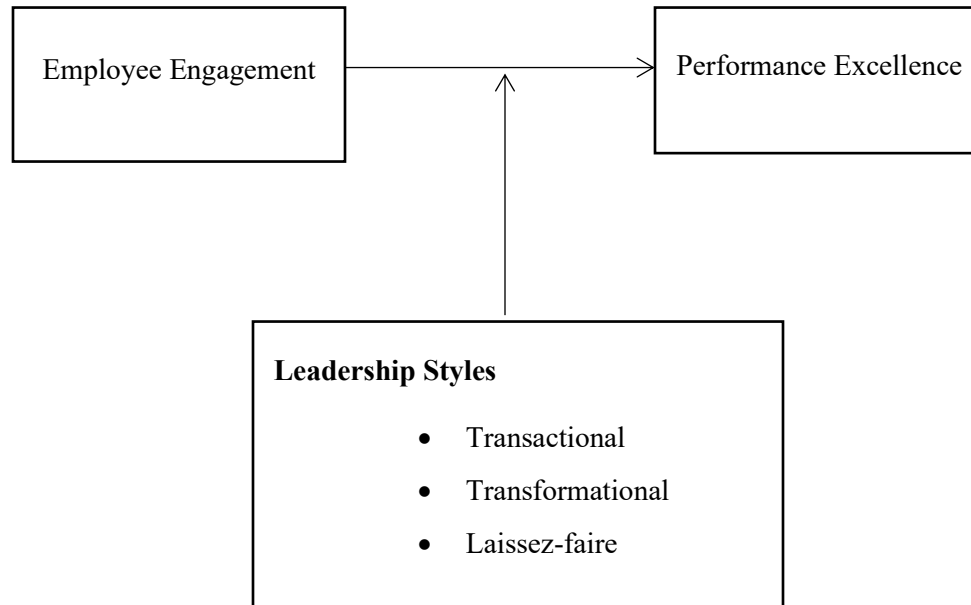 Employee Engagement
Performance Excellence
Leadership Styles
• Transactional
• Transformational
• Laissez-faire